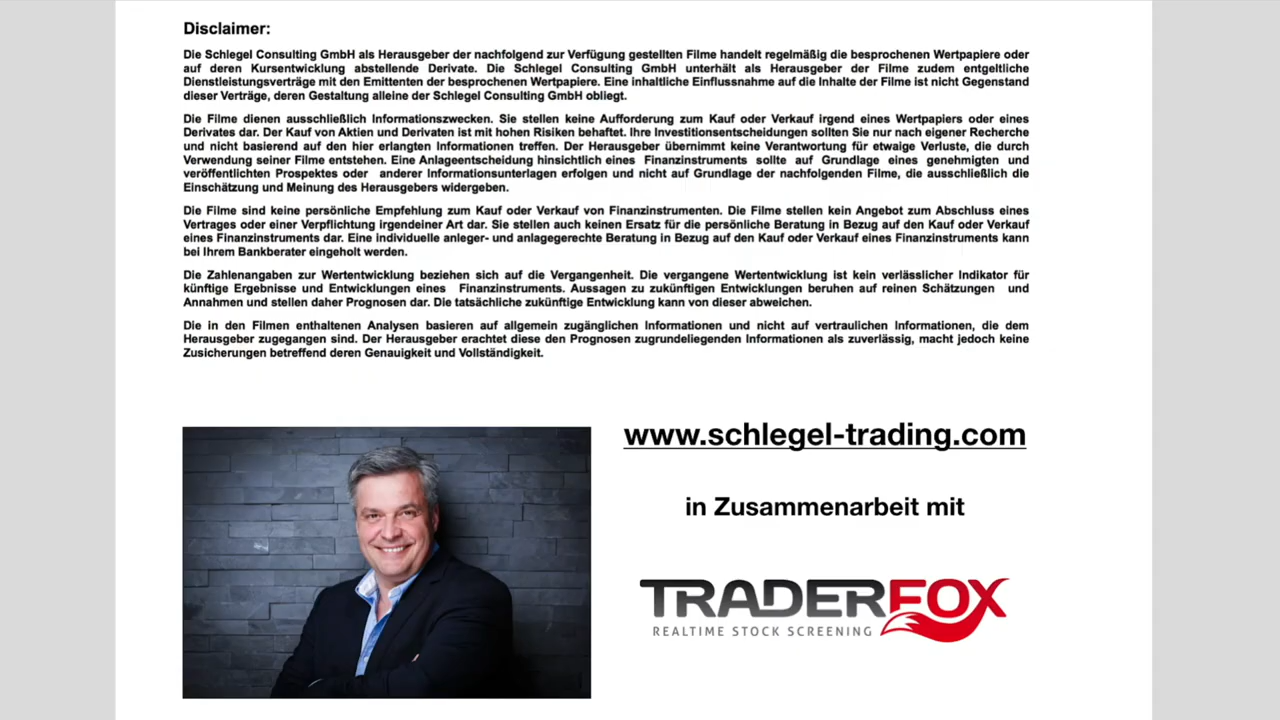 Disclaimer:
Die Schlegel Consulting GmbH als Herausgeber der nachfolgend zur Verfügung gestellten Filme handelt regelmäßig die besprochenen Wertpapiere oder
auf deren Kursentwicklung abstellende Derivate. Die Schlegel Consulting GmbH unterhält als Herausgeber der Filme zudem entgeltliche
Dienstleistungsverträge mit den Emittenten der besprochenen Wertpapiere. Eine inhaltliche Einflussnahme auf die Inhalte der Filme ist nicht Gegenstand
dieser Verträge, deren Gestaltung alleine der Schlegel Consulting GmbH obliegt.
Die Filme dienen ausschließlich Informationszwecken. Sie stellen keine Aufforderung zum Kauf oder Verkauf irgend eines Wertpapiers oder eines
Derivates dar. Der Kauf von Aktien und Derivaten ist mit hohen Risiken behaftet. Ihre Investitionsentscheidungen sollten Sie nur nach eigener Recherche
und nicht basierend auf den hier erlangten Informationen treffen. Der Herausgeber übernimmt keine Verantwortung für etwaige Verluste, die durch
Verwendung seiner Filme entstehen. Eine Anlageentscheidung hinsichtlich eines Finanzinstruments sollte auf Grundlage eines genehmigten und
veröffentlichten Prospektes oder anderer Informationsunterlagen erfolgen und nicht auf Grundlage der nachfolgenden Filme, die ausschließlich die
Einschätzung und Meinung des Herausgebers widergeben.
Die Filme sind keine persönliche Empfehlung zum Kauf oder Verkauf von Finanzinstrumenten. Die Filme stellen kein Angebot zum Abschluss eines
Vertrages oder einer Verpflichtung irgendeiner Art dar. Sie stellen auch keinen Ersatz für die persönliche Beratung in Bezug auf den Kauf oder Verkauf
eines Finanzinstruments dar. Eine individuelle anleger- und anlagegerechte Beratung in Bezug auf den Kauf oder Verkauf eines Finanzinstruments kann
bei Ihrem Bankberater eingeholt werden.
Die Zahlenangaben zur Wertentwicklung beziehen sich auf die Vergangenheit. Die vergangene Wertentwicklung ist kein verlässlicher Indikator für
künftige Ergebnisse und Entwicklungen eines Finanzinstruments. Aussagen zu zukünftigen Entwicklungen beruhen auf reinen Schätzungen und
Annahmen und stellen daher Prognosen dar. Die tatsächliche zukünftige Entwicklung kann von dieser abweichen.
Die in den Filmen enthaltenen Analysen basieren auf allgemein zugänglichen Informationen und nicht auf vertraulichen Informationen, die dem
Herausgeber zugegangen sind. Der Herausgeber erachtet diese den Prognosen zugrundeliegenden Informationen als zuverlässig, macht jedoch keine
Zusicherungen betreffend deren Genauigkeit und Vollständigkeit.
www.schlegel-trading.com
in Zusammenarbeit mit
TRADERFOX
REALTIME STOCK SCREENING